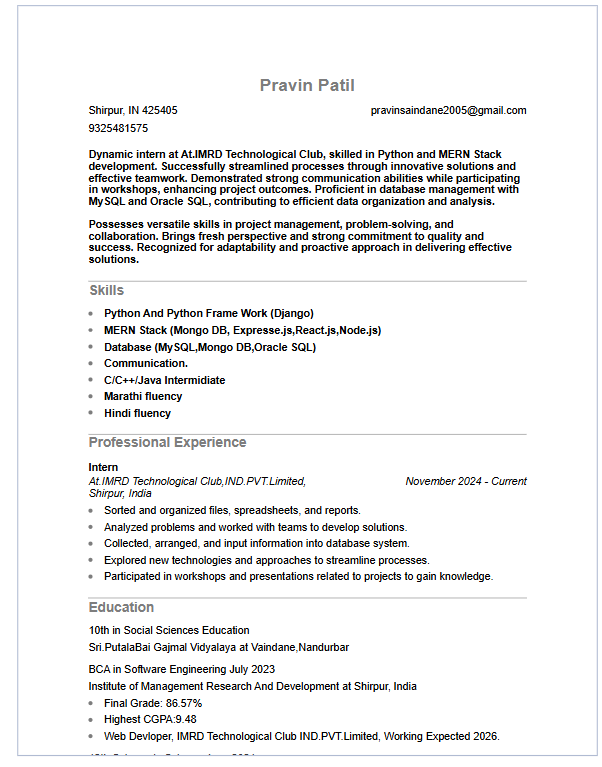 Pravin Patil
Shirpur, IN 425405 pravinsaindane2005@gmail.com
9325481575
Dynamic intern at At.IMRD Technological Club, skilled in Python and MERN Stack
development. Successfully streamlined processes through innovative solutions and
effective teamwork. Demonstrated strong communication abilities while participating
in workshops, enhancing project outcomes. Proficient in database management with
MySQL and Oracle SQL, contributing to efficient data organization and analysis.
Possesses versatile skills in project management, problem-solving, and
collaboration. Brings fresh perspective and strong commitment to quality and
success. Recognized for adaptability and proactive approach in delivering effective
solutions.
Skills
Python And Python Frame Work (Django)
MERN Stack (Mongo DB, Expresse.js,React.js,Node.js)
Database (MySQL,Mongo DB,Oracle SQL)
Communication.
C/C++/Java Intermidiate
Marathi fluency
Hindi fluency
Professional Experience
Intern
At.IMRD Technological Club,IND.PVT.Limited, November 2024 - Current
Shirpur, India
Sorted and organized files, spreadsheets, and reports.
Analyzed problems and worked with teams to develop solutions.
Collected, arranged, and input information into database system.
Explored new technologies and approaches to streamline processes.
Participated in workshops and presentations related to projects to gain knowledge.
Education
10th in Social Sciences Education
Sri.PutalaBai Gajmal Vidyalaya at Vaindane,Nandurbar
BCA in Software Engineering July 2023
Institute of Management Research And Development at Shirpur, India
Final Grade: 86.57%
Highest CGPA:9.48
Web Devloper, IMRD Technological Club IND.PVT.Limited, Working Expected 2026.